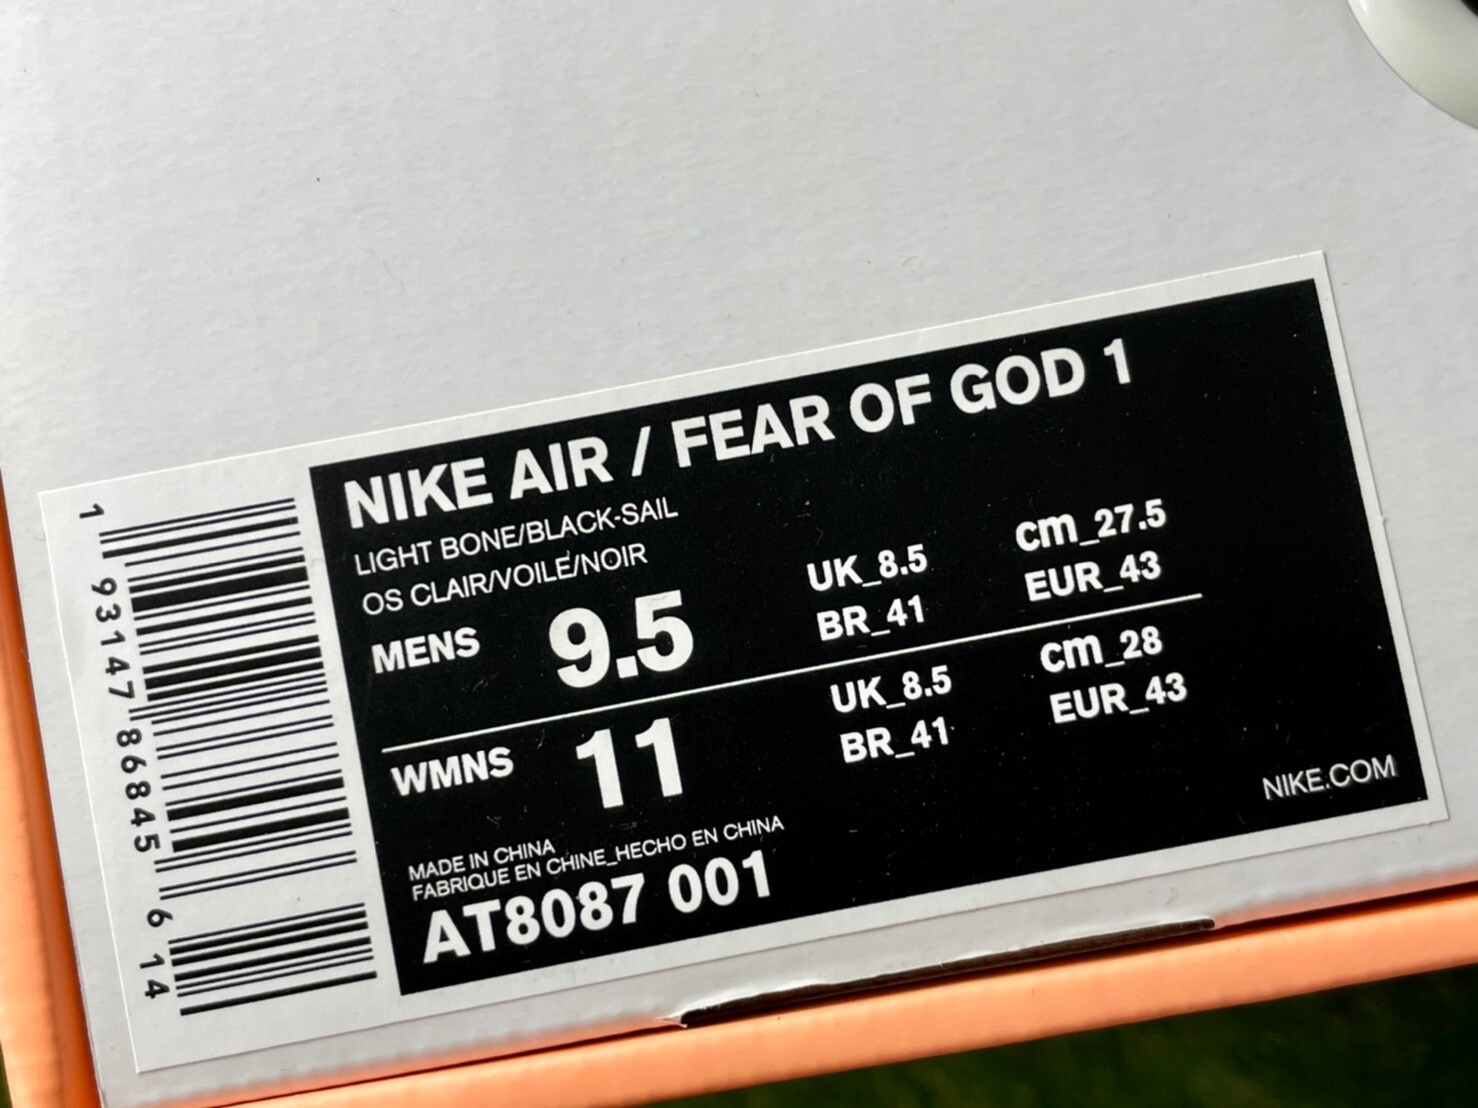 1 93147 86845 6 14
NIKE AIR / FEAR OF GOD 1
LIGHT BONE/BLACK-SAIL
OS CLAIR/VOILE/NOIR
MENS 9.5 UK_8.5 cm_27.5
BR_41 EUR_43
WMNS 11 UK_8.5 cm_28
BR_41 EUR_43
MADE IN CHINA
FABRIQUE EN CHINE_HECHO EN CHINA
AT8087 001
NIKE.COM